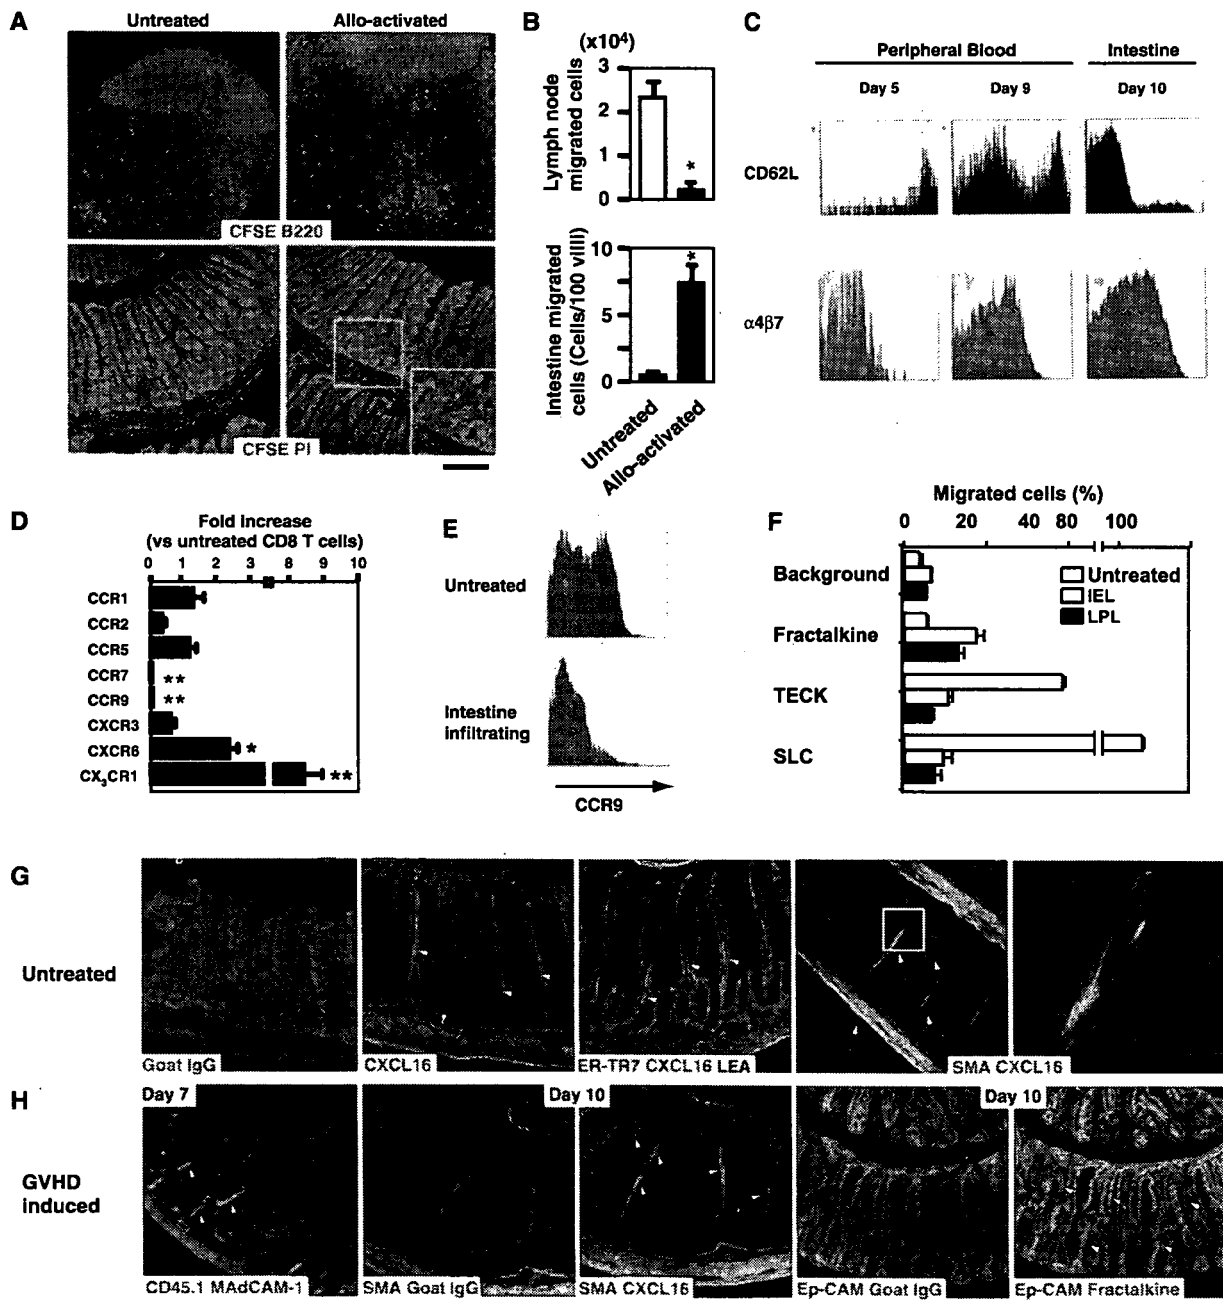 A
Untreated
Allo-activated
CFSE B220
CFSE PI
B
(x10⁴)
Lymph node
migrated cells
3
2
1
0
*
Intestine migrated
cells (Cells/100 villi)
10
5
0
*
Untreated
Allo-activated
C
Peripheral Blood
Intestine
Day 5
Day 9
Day 10
CD62L
α4β7
D
Fold Increase
(vs untreated CD8 T cells)
0 1 2 3 8 9 10
CCR1
CCR2
CCR5
CCR7 **
CCR9 **
CXCR3
CXCR6 *
CX₃CR1 **
E
Untreated
Intestine
infiltrating
CCR9
F
Migrated cells (%)
0 20 40 80 100
Background
Fractalkine
TECK
SLC
Untreated
IEL
LPL
G
Untreated
Goat IgG
CXCL16
ER-TR7 CXCL16 LEA
SMA CXCL16
H
GVHD
induced
Day 7
Day 10
Day 10
CD45.1 MAdCAM-1
SMA Goat IgG
SMA CXCL16
Ep-CAM Goat IgG
Ep-CAM Fractalkine